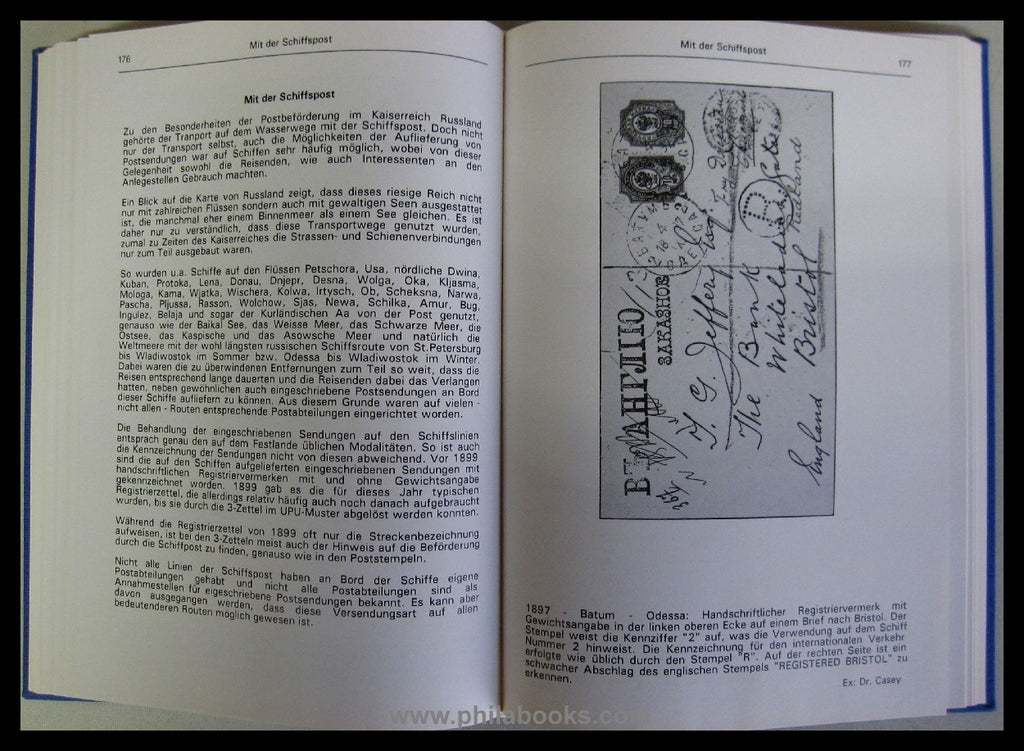 176
Mit der Schiffspost
Mit der Schiffspost
Zu den Besonderheiten der Postbeförderung im Kaiserreich Russland
gehörte der Tranport auf dem Wasserwege mit der Schiffspost. Doch nicht
nur der Transport selbst, auch die Möglichkeiten der Auflieferung von
Postsendungen war auf Schiffen sehr häufig möglich, wobei von dieser
Gelegenheit sowohl die Reisenden, wie auch Interessenten an den
Anlegestellen Gebrauch machten.
Ein Blick auf die Karte von Russland zeigt, dass dieses riesige Reich nicht
nur mit zahlreichen Flüssen sondern auch mit gewaltigen Seen ausgestattet
ist, die manchmal eher einem Binnenmeer als einem See gleichen. Es ist
daher nur zu verständlich, dass diese Transportwege genutzt wurden,
zumal zu Zeiten des Kaiserreiches die Strassen- und Schienenverbindungen
nur zum Teil ausgebaut waren.
So wurden u.a. Schiffe auf den Flüssen Petschora, Usa, nördliche Dwina,
Kuban, Protoka, Lena, Donau, Dnjepr, Desna, Wolga, Oka, Kljasma,
Mologa, Kama, Wjatka, Wischera, Kolwa, Irtysch, Ob, Scheksna, Narwa,
Pascha, Pljussa, Rasson, Wolchow, Sjas, Newa, Schilka, Amur, Bug,
Ingulez, Belaja und sogar der Kurländischen Aa von der Post genutzt,
genauso wie der Baikal See, das Weisse Meer, das Schwarze Meer, die
Ostsee, das Kaspische und das Asowsche Meer und natürlich die
Weltmeere mit der wohl längsten russischen Schiffsroute von St.Petersburg
bis Wladiwostok im Sommer bzw. Odessa bis Wladiwostok im Winter.
Dabei waren die zu überwindenen Entfernungen zum Teil so weit, dass die
Reisen entsprechend lange dauerten und die Reisenden dabei das Verlangen
hatten, neben gewöhnlichen auch eingeschriebene Postsendungen an Bord
dieser Schiffe aufliefern zu können. Aus diesem Grunde waren auf vielen -
nicht allen - Routen entsprechende Postabteilungen eingerichtet worden.
Die Behandlung der eingeschriebenen Sendungen auf den Schiffslinien
entsprach genau den auf dem Festlande üblichen Modalitäten. So ist auch
die Kennzeichnung der Sendungen nicht von diesen abweichend. Vor 1899
sind die auf den Schiffen aufgelieferten eingeschriebenen Sendungen mit
handschriftlichen Registriervermerken mit und ohne Gewichtsangabe
gekennzeichnet worden. 1899 gab es die für dieses Jahr typischen
Registrierzettel, die allerdings relativ häufig auch noch danach aufgebraucht
wurden, bis sie durch die 3-Zettel im UPU-Muster abgelöst werden konnten.
Während die Registrierzettel von 1899 oft nur die Streckenbezeichnung
aufweisen, ist bei den 3-Zetteln meist auch der Hinweis auf die Beförderung
durch die Schiffpost zu finden, genauso wie in den Poststempeln.
Nicht alle Linien der Schiffspost haben an Bord der Schiffe eigene
Postabteilungen gehabt und nicht alle Postabteilungen sind als
Annahmestellen für eigeschriebene Postsendungen bekannt. Es kann aber
davon ausgegangen werden, dass diese Versendungsart auf allen
bedeutenderen Routen möglich gewesen ist.
Mit der Schiffspost
177
АНГЛІЮ
ЗАКАЗНОЕ
T. G. Jeffery Esq
The Bank
Whiteladies Gate
Bristol Redland
England
R
1897 - Batum - Odessa: Handschriftlicher Registriervermerk mit
Gewichtsangabe in der linken oberen Ecke auf einem Brief nach Bristol. Der
Stempel weist die Kennziffer "2" auf, was die Verwendung auf dem Schiff
Nummer 2 hinweist. Die Kennzeichnung für den internationalen Verkehr
erfolgte wie üblich durch den Stempel "R". Auf der rechten Seite ist ein
schwacher Abschlag des englischen Stempels "REGISTERED BRISTOL" zu
erkennen.
Ex: Dr. Casey
www.philabooks.co